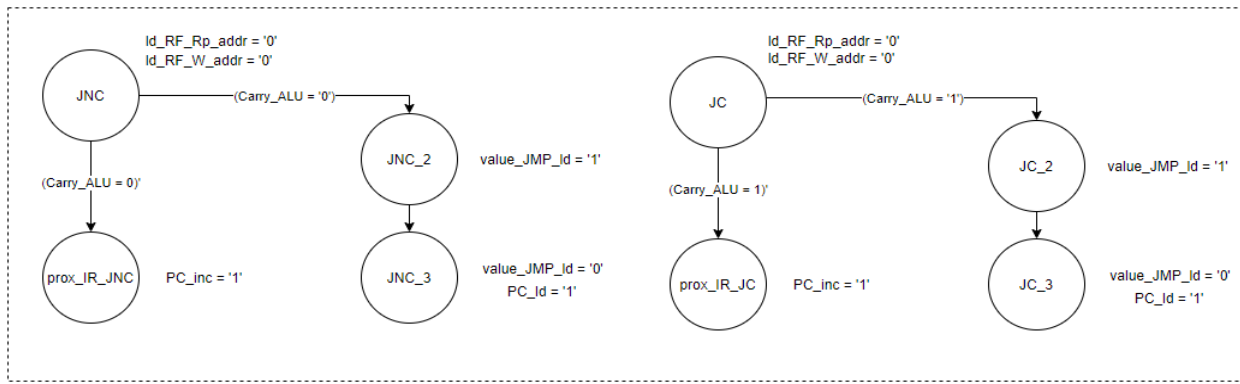 ld_RF_Rp_addr = '0'
ld_RF_W_addr = '0'
JNC
(Carry_ALU = '0')'
JNC_2
value_JMP_ld = '1'
(Carry_ALU = 0)'
prox_IR_JNC
PC_inc = '1'
JNC_3
value_JMP_ld = '0'
PC_ld = '1'
ld_RF_Rp_addr = '0'
ld_RF_W_addr = '0'
JC
(Carry_ALU = '1')
JC_2
value_JMP_ld = '1'
(Carry_ALU = 1)'
prox_IR_JC
PC_inc = '1'
JC_3
value_JMP_ld = '0'
PC_ld = '1'